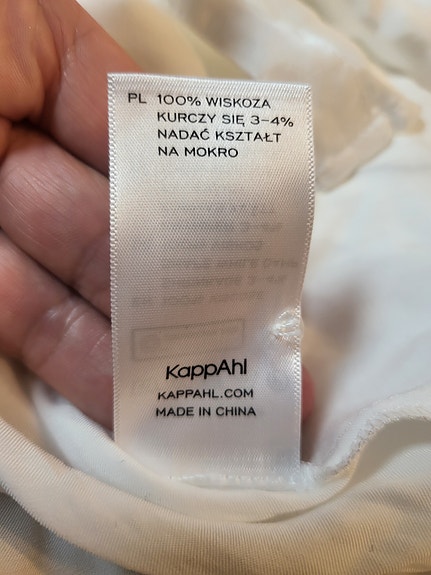 PL 100% WISKOZA
KURCZY SIĘ 3-4%
NADAĆ KSZTAŁT
NA MOKRO
KappAhl
KAPPAHL.COM
MADE IN CHINA